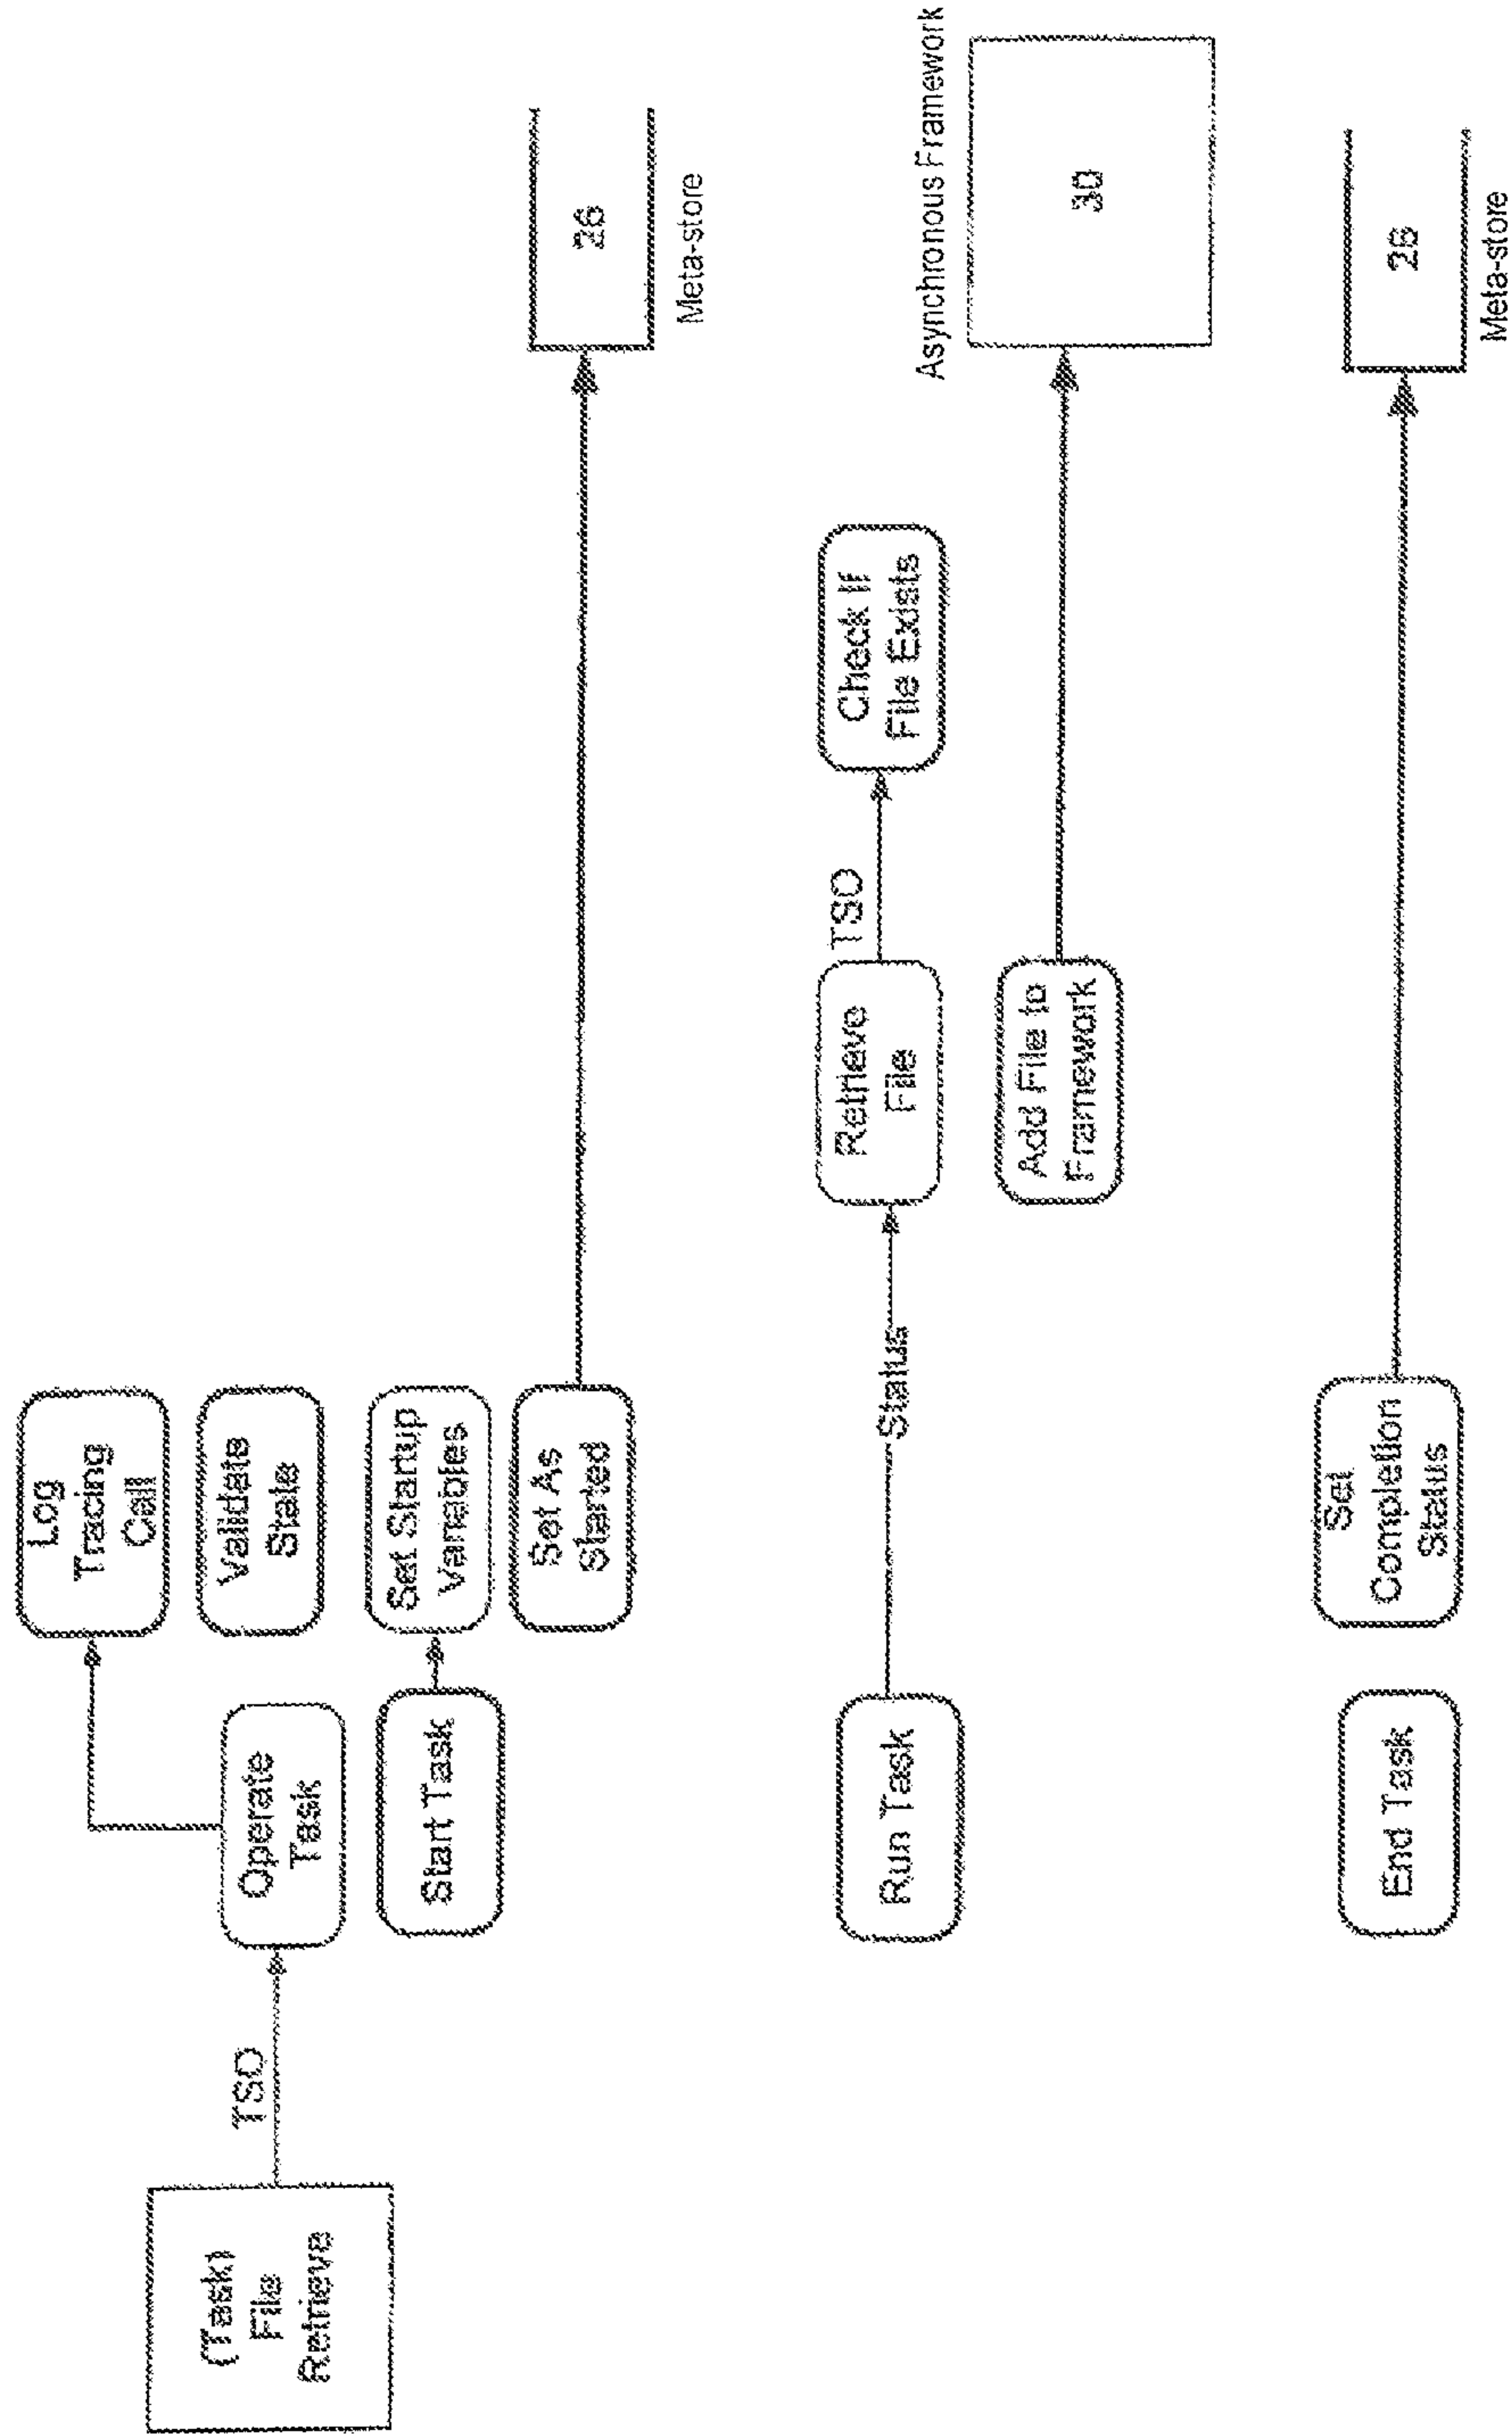 (Task)
File
Retrieve
TSO
Operate
Task
Log
Tracing
Call
Validate
State
Start Task
Set Startup
Variables
Set As
Started
26
Meta-store
Run Task
Status
Retrieve
File
TSO
Check If
File Exists
Add File to
Framework
Asynchronous Framework
30
End Task
Set
Completion
Status
26
Meta-store